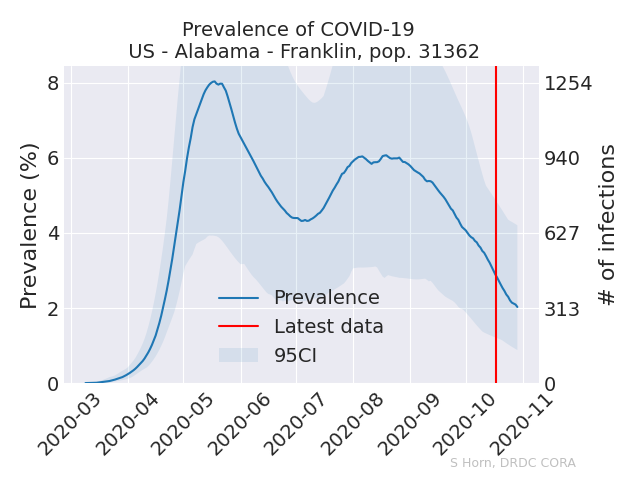 Prevalence of COVID-19
US - Alabama - Franklin, pop. 31362
Prevalence (%)
8
6
4
2
0
1254
940
627
313
0
# of infections
Prevalence
Latest data
95CI
2020-03
2020-04
2020-05
2020-06
2020-07
2020-08
2020-09
2020-10
2020-11
S Horn, DRDC CORA